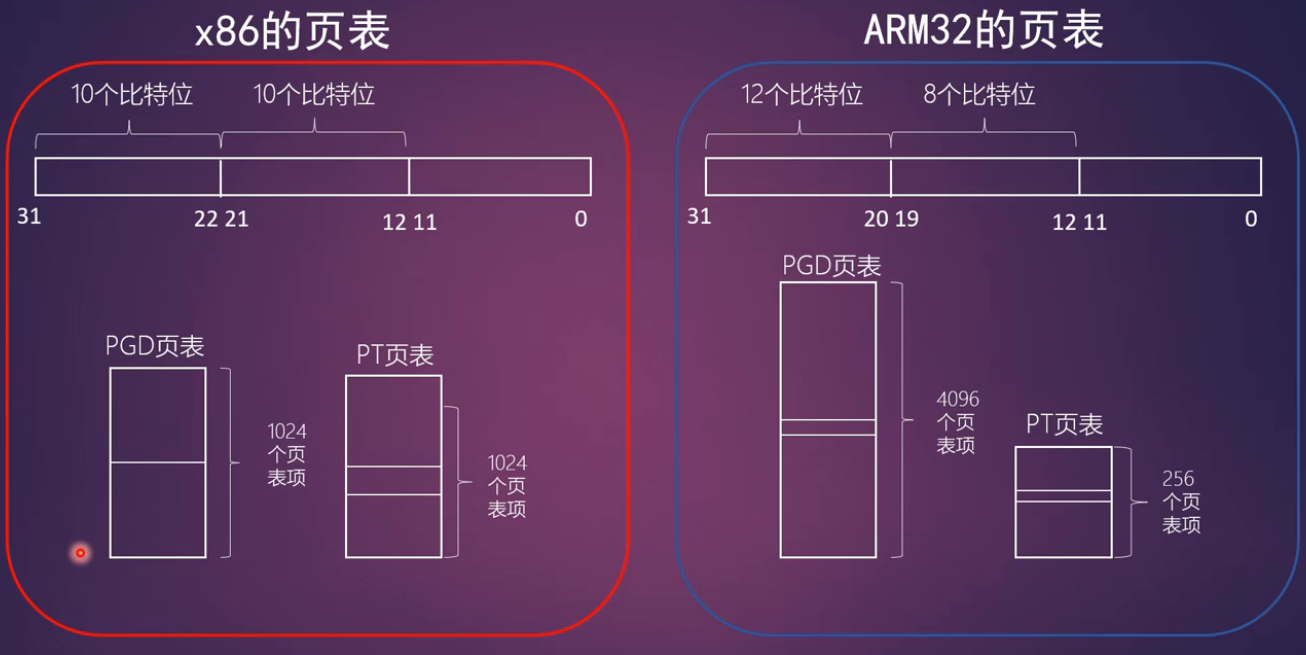 x86的页表
10个比特位 10个比特位
31 22 21 12 11 0
PGD页表
PT页表
1024
个页
表项
1024
个页
表项
ARM32的页表
12个比特位 8个比特位
31 20 19 12 11 0
PGD页表
4096
个页
表项
PT页表
256
个页
表项